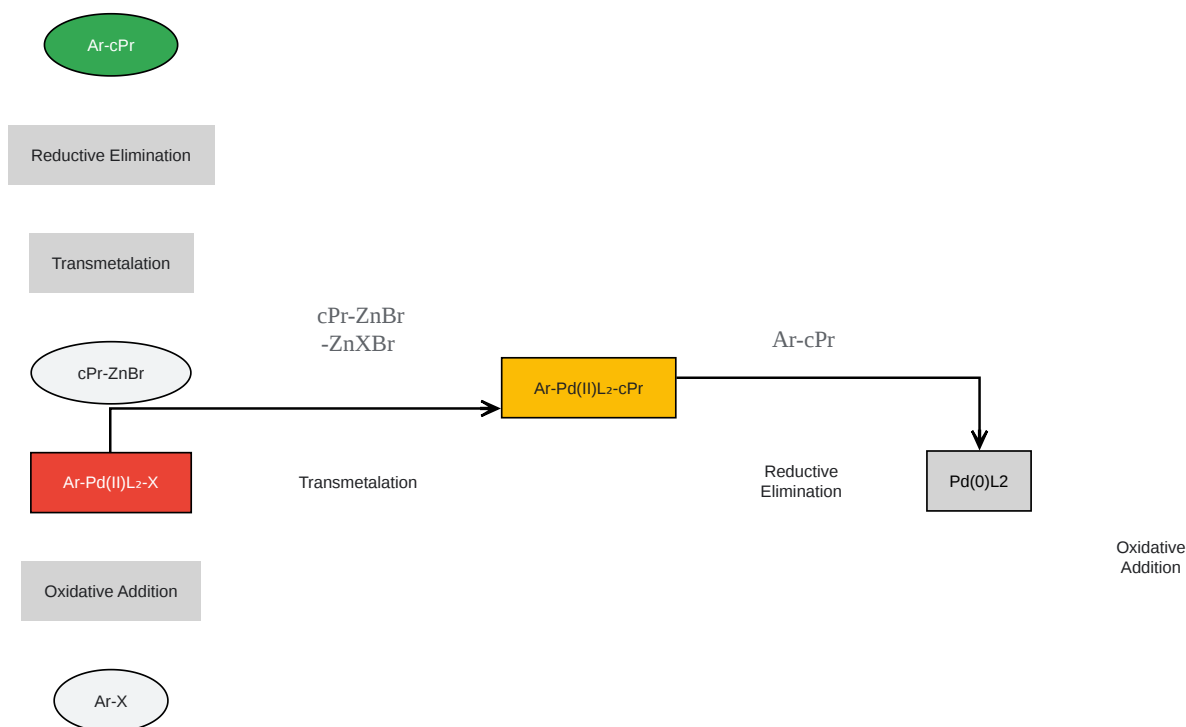 Ar-cPr
Reductive Elimination
Transmetalation
cPr-ZnBr
-ZnXBr
Ar-cPr
cPr-ZnBr
Ar-Pd(II)L₂-cPr
Ar-Pd(II)L₂-X
Transmetalation
Reductive
Elimination
Pd(0)L2
Oxidative
Addition
Oxidative Addition
Ar-X